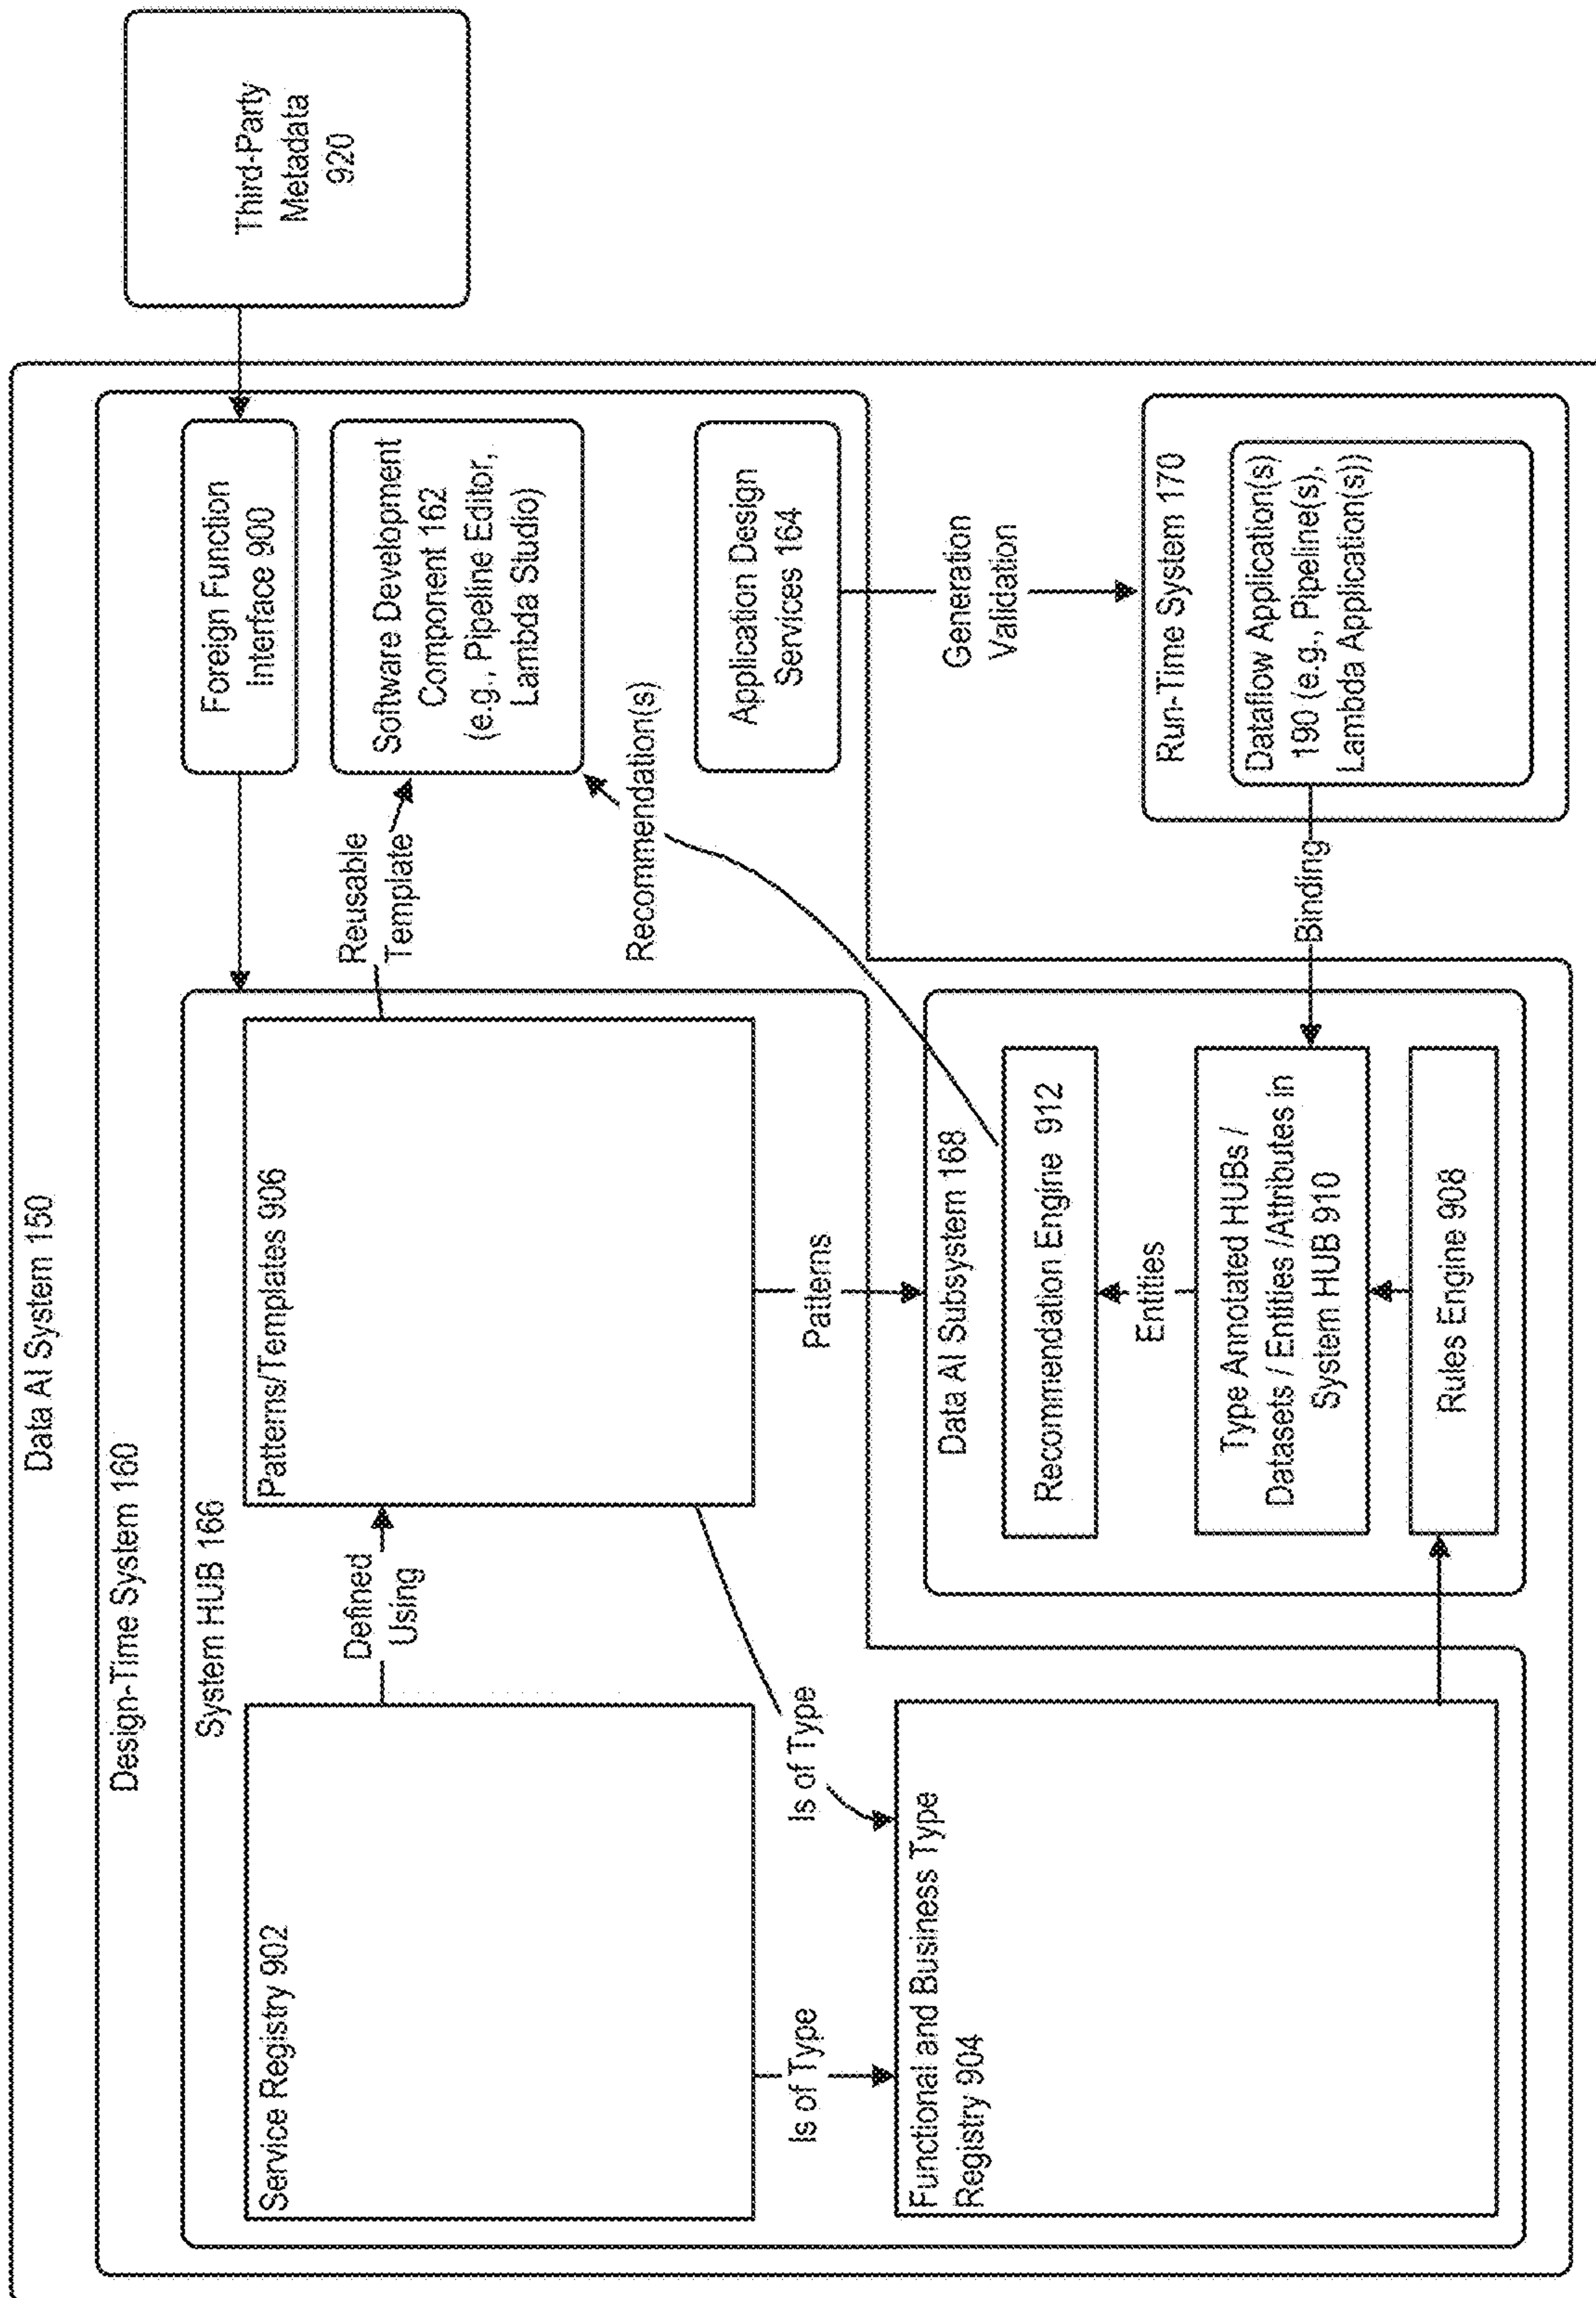 Data AI System 150
Design-Time System 160
System HUB 166
Service Registry 902
Defined
Using
Patterns/Templates 906
Reusable
Template
Foreign Function
Interface 900
Third-Party
Metadata
920
Software Development
Component 162
(e.g., Pipeline Editor,
Lambda Studio)
Recommendation(s)
Application Design
Services 164
Is of Type
Is of Type
Patterns
Functional and Business Type
Registry 904
Data AI Subsystem 168
Recommendation Engine 912
Entities
Type Annotated HUBs /
Datasets / Entities /Attributes in
System HUB 910
Rules Engine 908
Binding
Generation
Validation
Run-Time System 170
Dataflow Application(s)
190 (e.g., Pipeline(s),
Lambda Application(s))